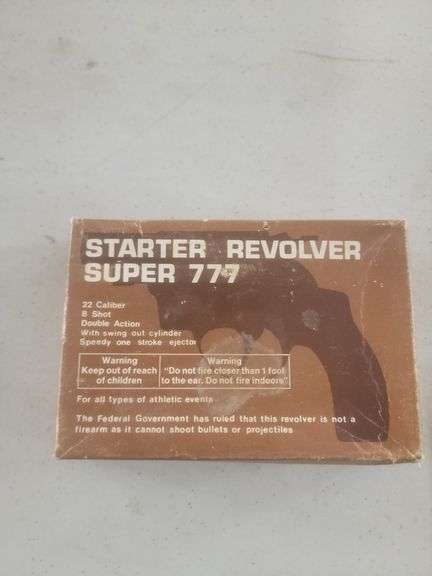 STARTER REVOLVER
SUPER 777
22 Caliber
8 Shot
Double Action
With swing out cylinder
Speedy one stroke ejector
Warning
Keep out of reach
of children
Warning
"Do not fire closer than 1 foot
to the ear. Do not fire indoors"
For all types of athletic events
The Federal Government has ruled that this revolver is not a
firearm as it cannot shoot bullets or projectiles